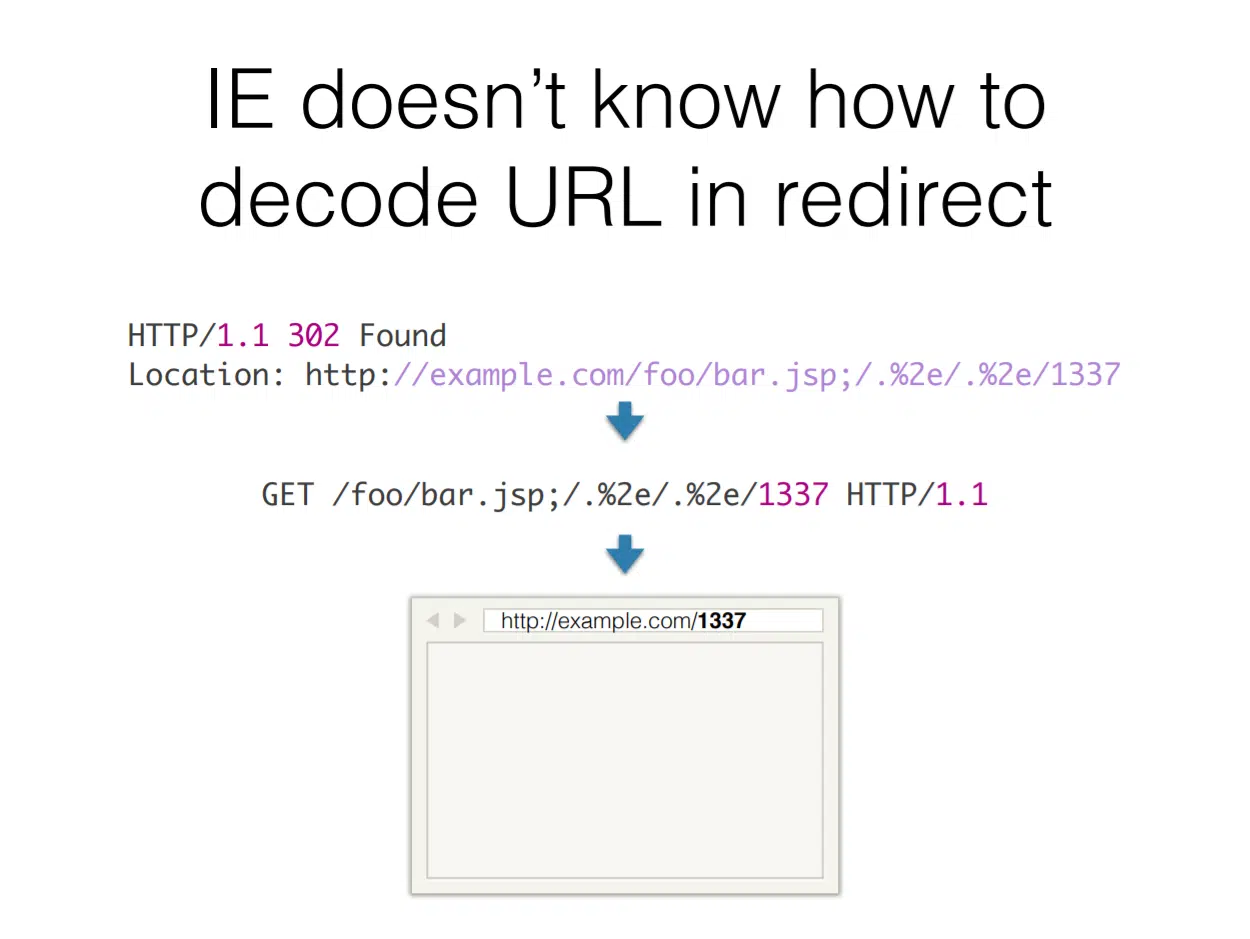 IE doesn’t know how to
decode URL in redirect
HTTP/1.1 302 Found
Location: http://example.com/foo/bar.jsp;/.%2e/.%2e/1337
GET /foo/bar.jsp;/.%2e/.%2e/1337 HTTP/1.1
http://example.com/1337